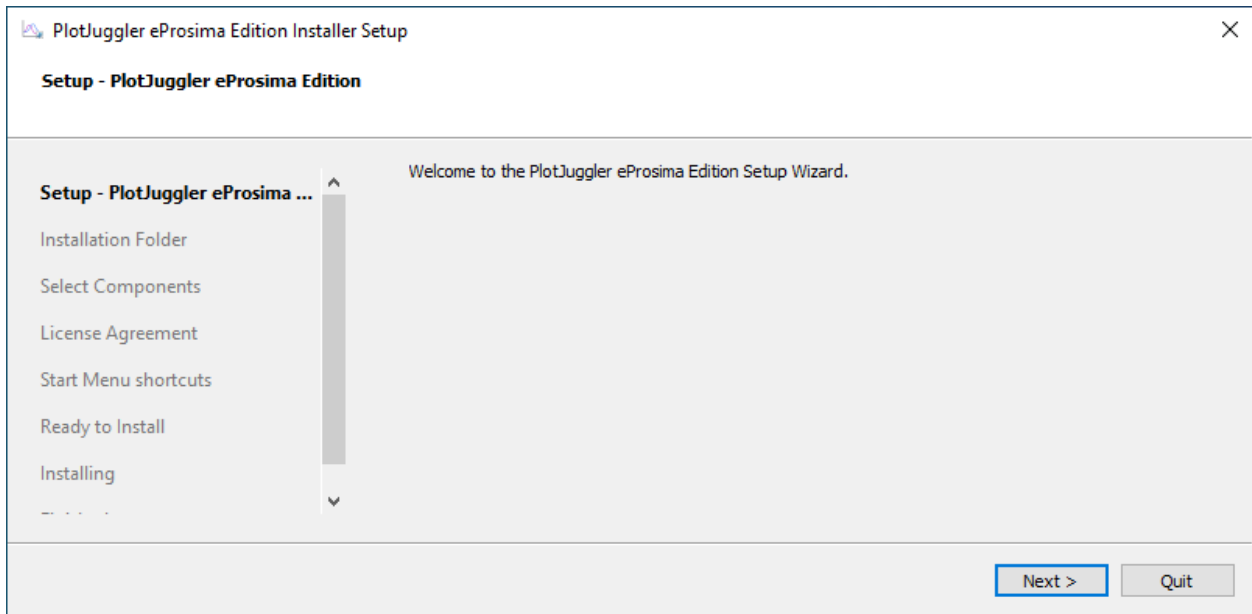 PlotJuggler eProsima Edition Installer Setup
Setup - PlotJuggler eProsima Edition
Setup - PlotJuggler eProsima ...
Welcome to the PlotJuggler eProsima Edition Setup Wizard.
Installation Folder
Select Components
License Agreement
Start Menu shortcuts
Ready to Install
Installing
Next >
Quit